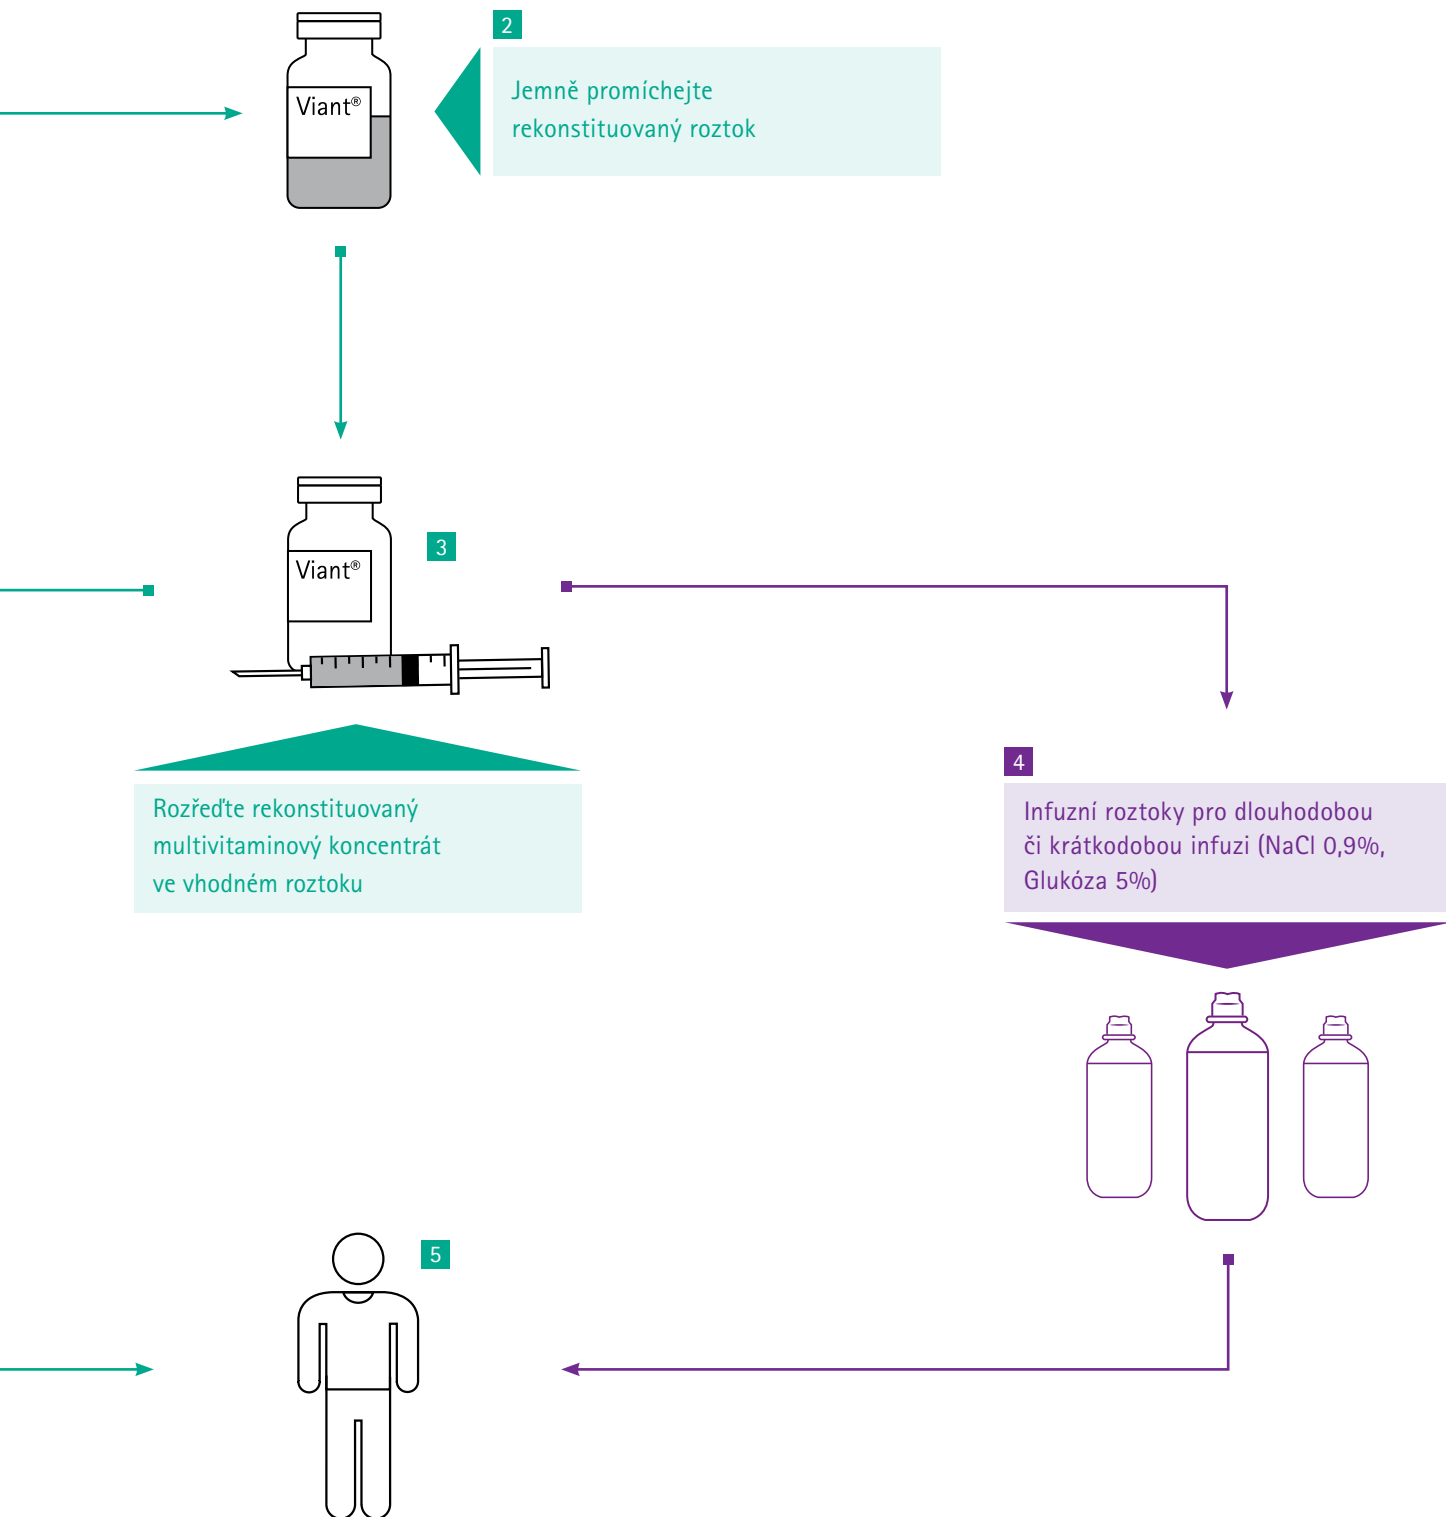 2
Jemně promíchejte
rekonstituovaný roztok
Viant®
3
Viant®
Rozřeďte rekonstituovaný
multivitaminový koncentrát
ve vhodném roztoku
4
Infuzní roztoky pro dlouhodobou
či krátkodobou infuzi (NaCl 0,9%,
Glukóza 5%)
5